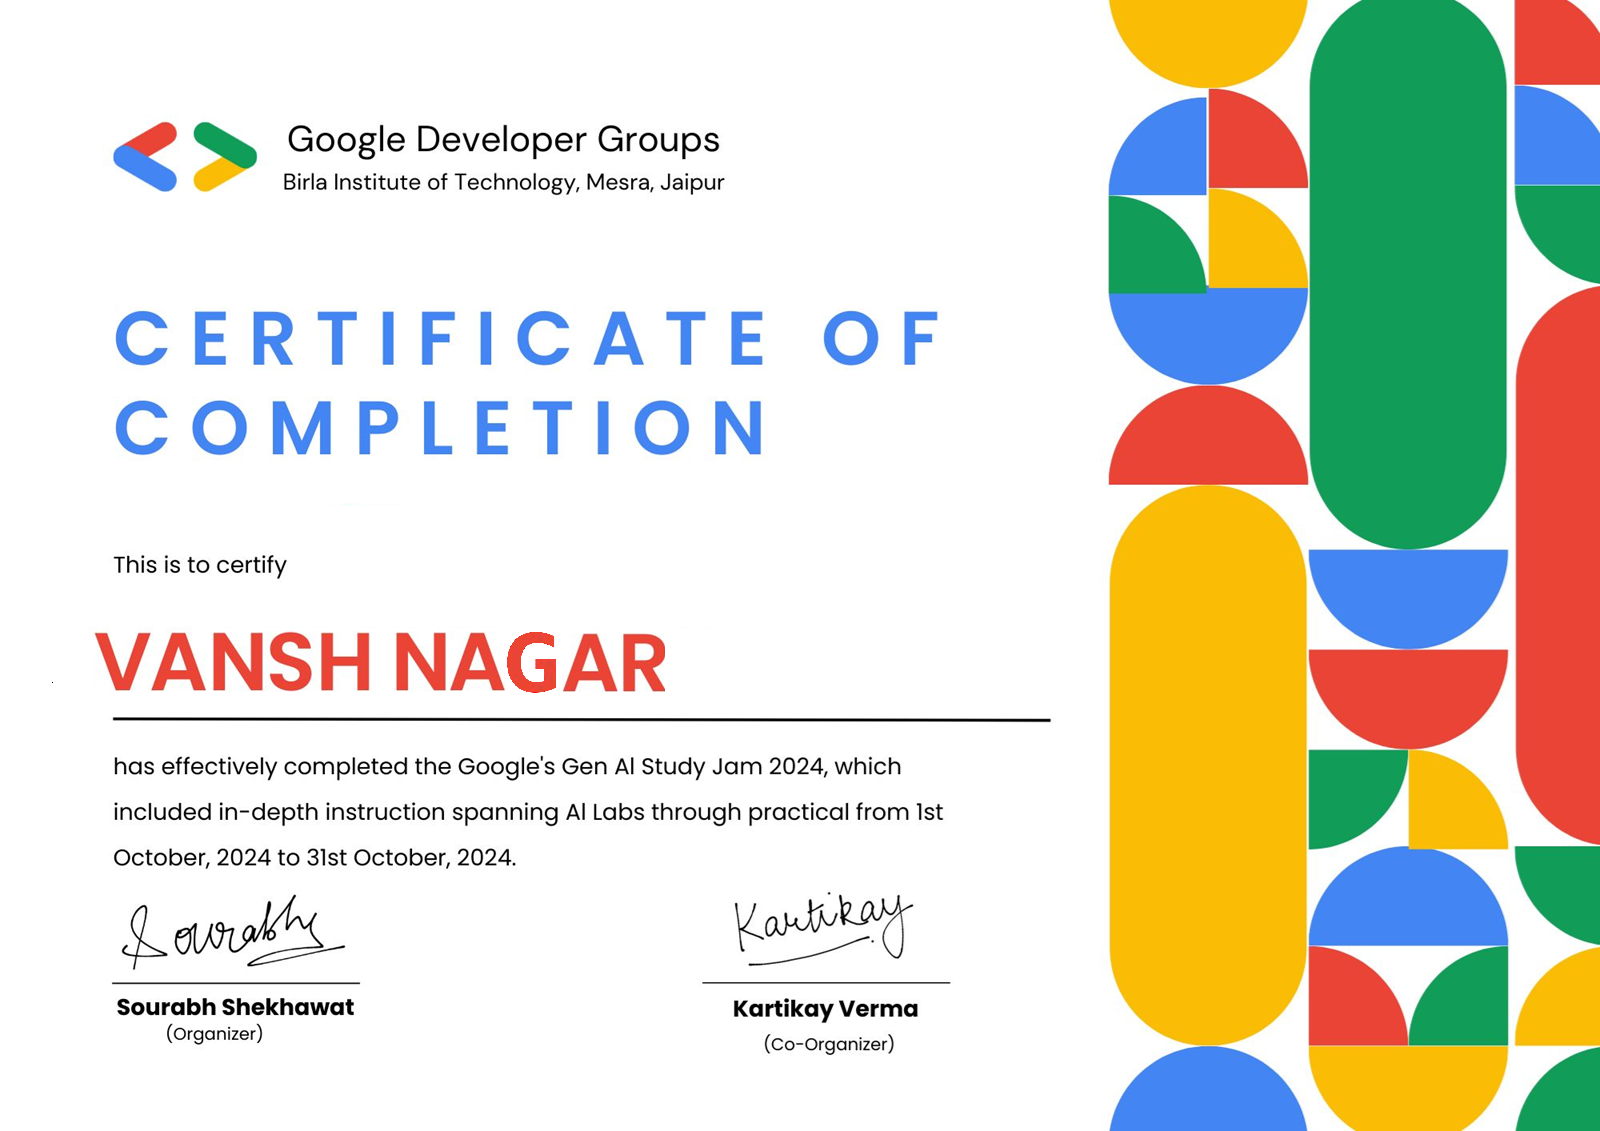 Google Developer Groups
Birla Institute of Technology, Mesra, Jaipur
CERTIFICATE OF
COMPLETION
This is to certify
VANSH NAGAR
has effectively completed the Google's Gen AI Study Jam 2024, which
included in-depth instruction spanning AI Labs through practical from 1st
October, 2024 to 31st October, 2024.
Sourabh
Kartikay
Sourabh Shekhawat
Kartikay Verma
(Organizer)
(Co-Organizer)